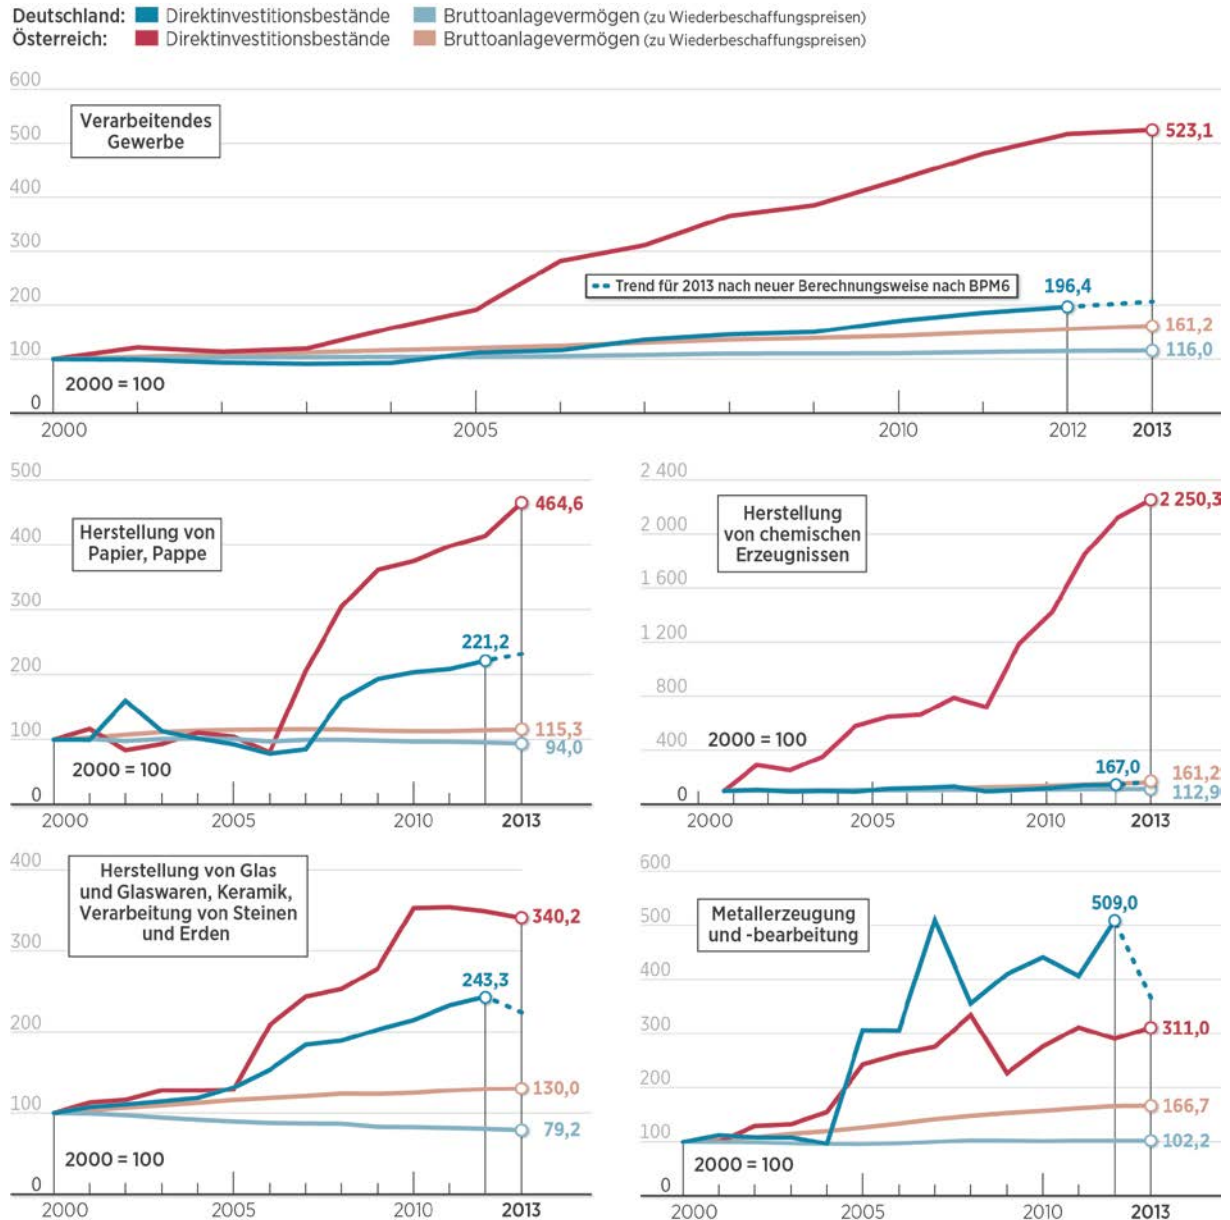 Deutschland: Direktinvestitionsbestände Bruttoanlagevermögen (zu Wiederbeschaffungspreisen)
Österreich: Direktinvestitionsbestände Bruttoanlagevermögen (zu Wiederbeschaffungspreisen)
600
500
400
300
200
100
0
Verarbeitendes
Gewerbe
523,1
Trend für 2013 nach neuer Berechnungsweise nach BPM6
196,4
161,2
116,0
2000 = 100
2000 2005 2010 2012 2013
500
400
300
200
100
0
Herstellung von
Papier, Pappe
464,6
221,2
115,3
94,0
2000 = 100
2000 2005 2010 2013
2 400
2 000
1 600
1 200
800
400
0
Herstellung
von chemischen
Erzeugnissen
2 250,3
2000 = 100
167,0
161,2
112,9
2000 2005 2010 2013
400
300
200
100
0
Herstellung von Glas
und Glaswaren, Keramik,
Verarbeitung von Steinen
und Erden
340,2
243,3
130,0
79,2
2000 = 100
2000 2005 2010 2013
600
500
400
300
200
100
0
Metallerzeugung
und -bearbeitung
509,0
311,0
166,7
102,2
2000 = 100
2000 2005 2010 2013